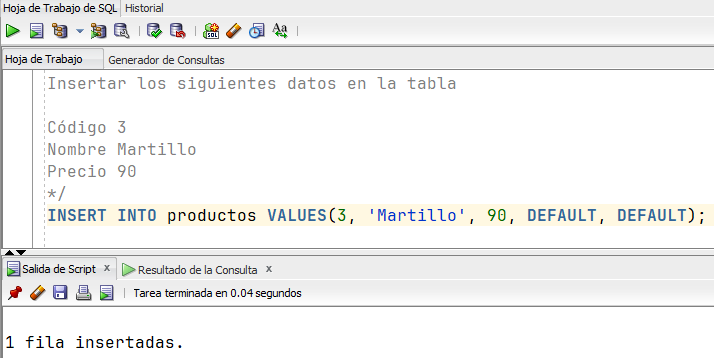 Hoja de Trabajo de SQL Historial
SQL Aa
Hoja de Trabajo Generador de Consultas
Insertar los siguientes datos en la tabla
Código 3
Nombre Martillo
Precio 90
*/
INSERT INTO productos VALUES(3, 'Martillo', 90, DEFAULT, DEFAULT);
Salida de Script x Resultado de la Consulta x
Tarea terminada en 0.04 segundos
1 fila insertadas.